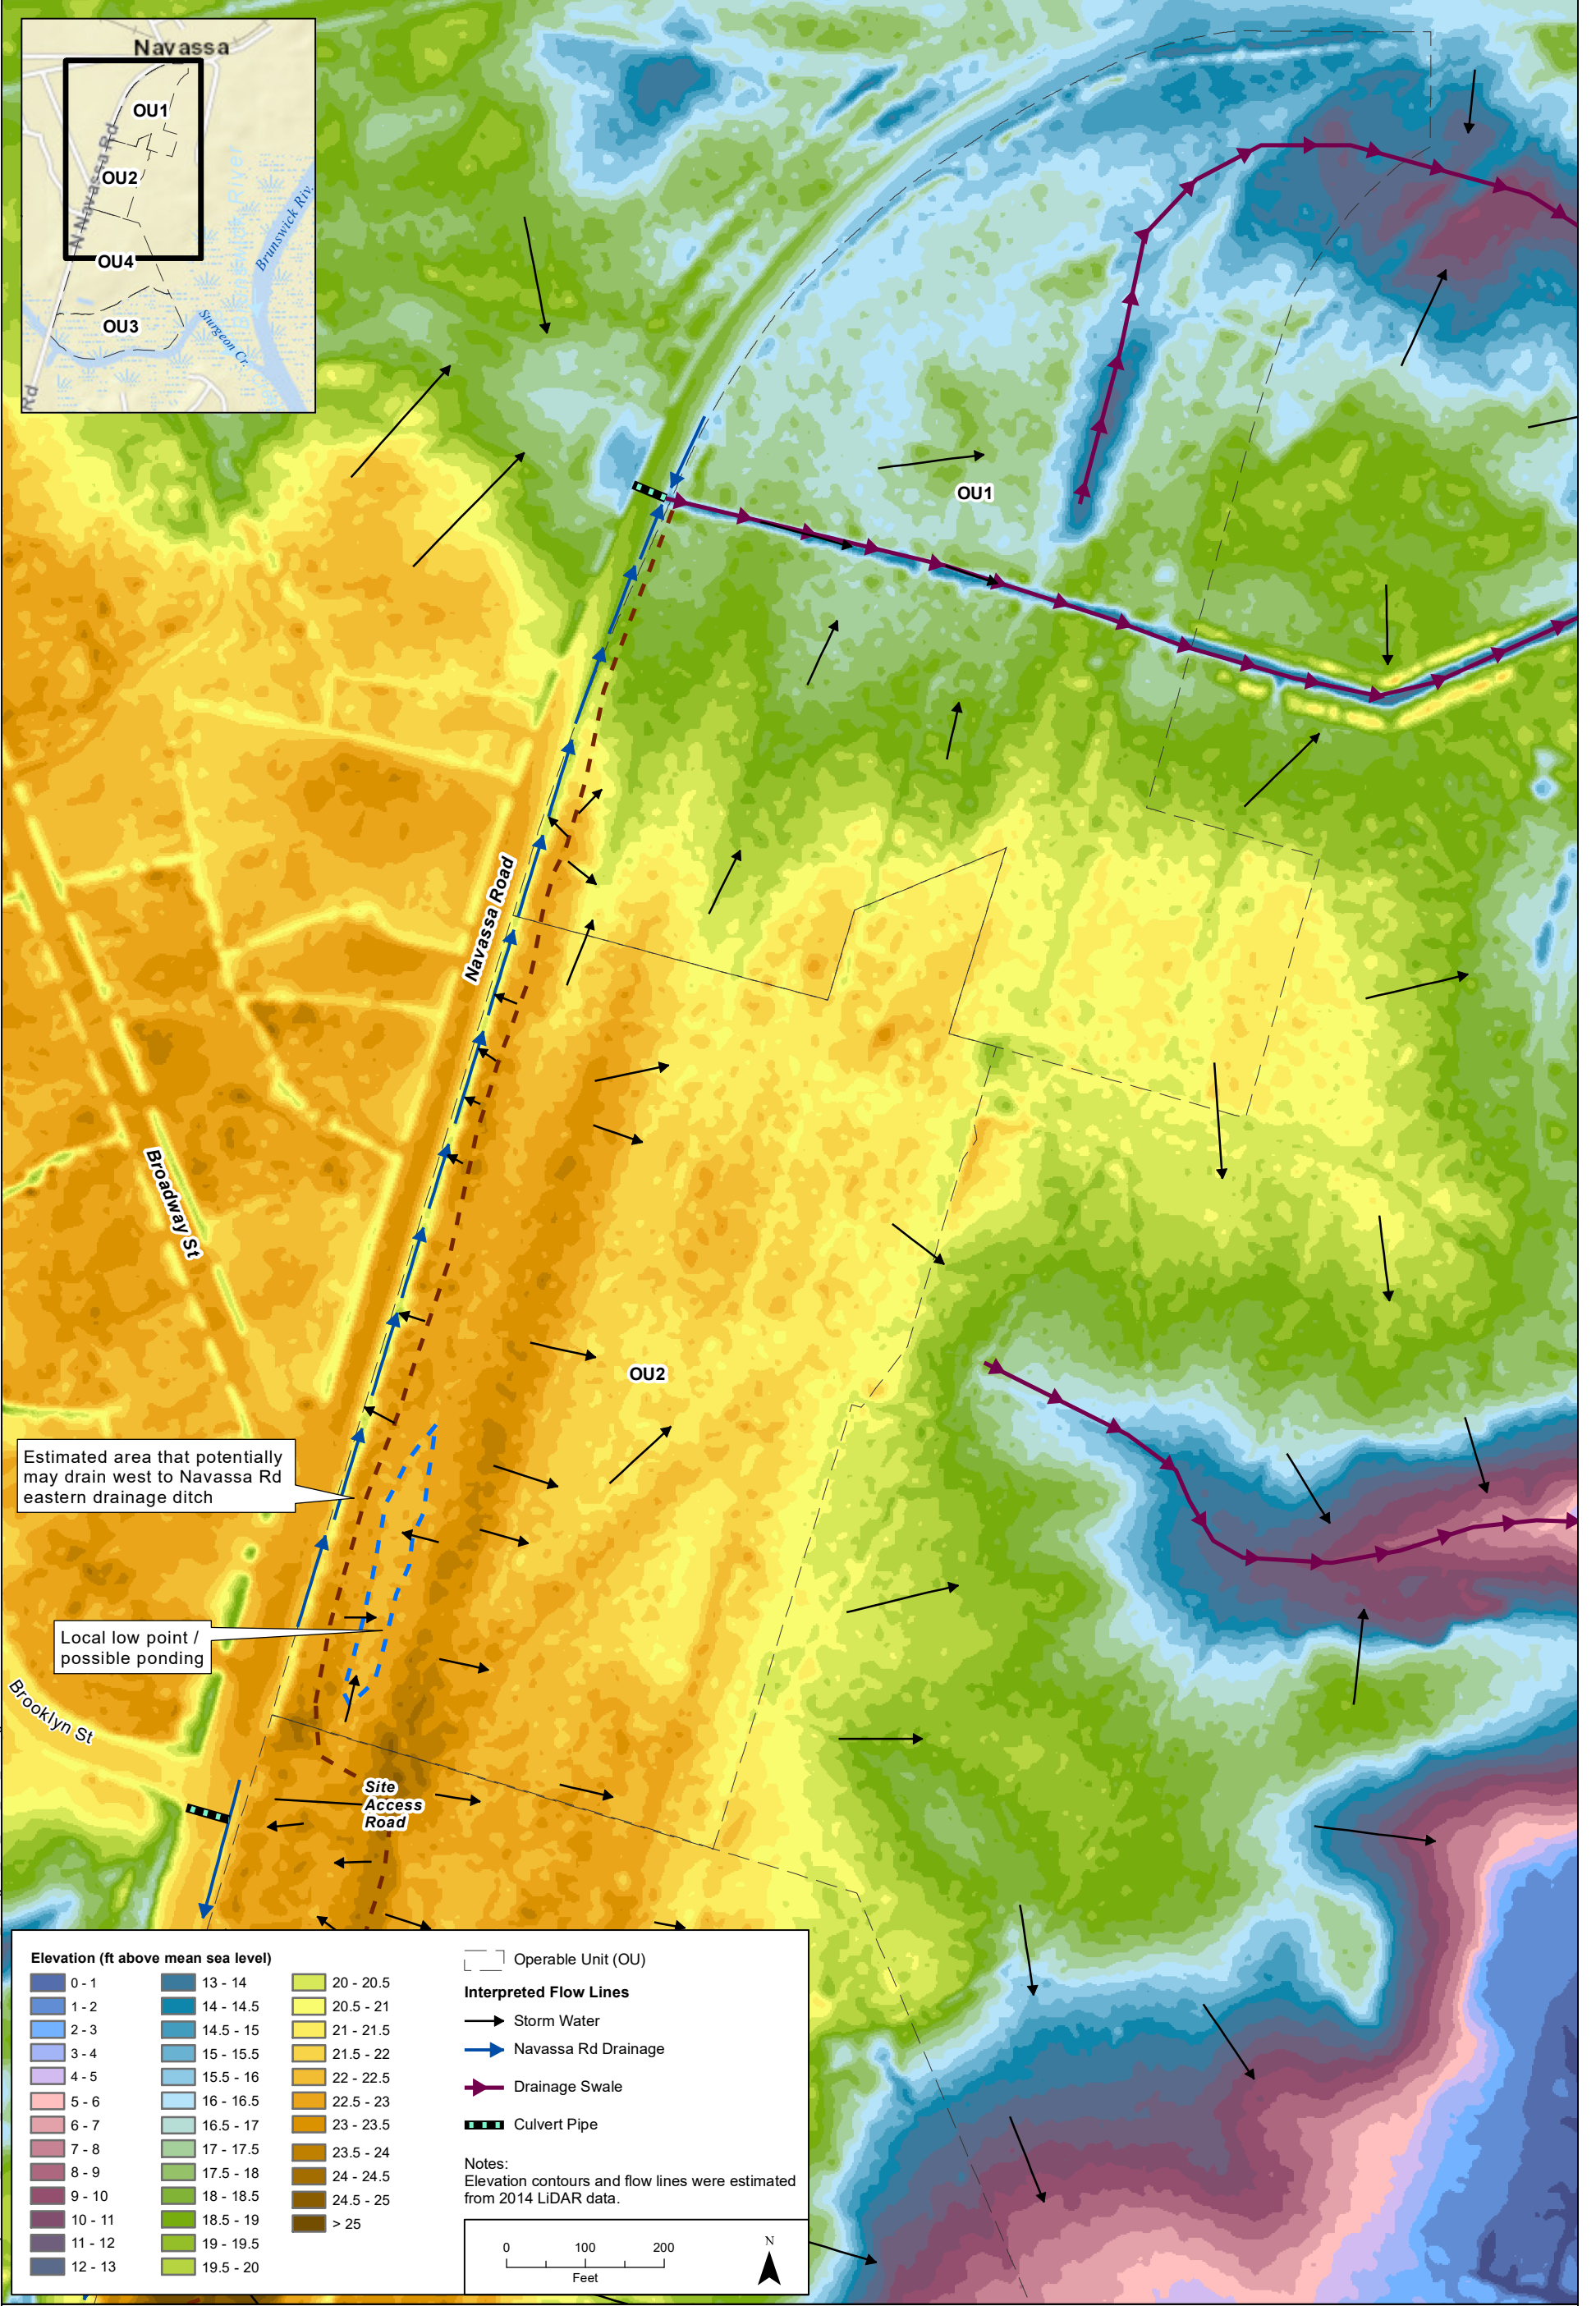 Navassa
OU1
N Navassa Rd
OU2
OU4
OU3
Brunswick Riv.
Sturgeon Cr.
Rd
OU1
Navassa Road
Broadway St
OU2
Estimated area that potentially
may drain west to Navassa Rd
eastern drainage ditch
Local low point /
possible ponding
Brooklyn St
Site
Access
Road
Elevation (ft above mean sea level)
0 - 1
1 - 2
2 - 3
3 - 4
4 - 5
5 - 6
6 - 7
7 - 8
8 - 9
9 - 10
10 - 11
11 - 12
12 - 13
13 - 14
14 - 14.5
14.5 - 15
15 - 15.5
15.5 - 16
16 - 16.5
16.5 - 17
17 - 17.5
17.5 - 18
18 - 18.5
18.5 - 19
19 - 19.5
19.5 - 20
20 - 20.5
20.5 - 21
21 - 21.5
21.5 - 22
22 - 22.5
22.5 - 23
23 - 23.5
23.5 - 24
24 - 24.5
24.5 - 25
> 25
Operable Unit (OU)
Interpreted Flow Lines
Storm Water
Navassa Rd Drainage
Drainage Swale
Culvert Pipe
Notes:
Elevation contours and flow lines were estimated
from 2014 LiDAR data.
0 100 200
Feet
N